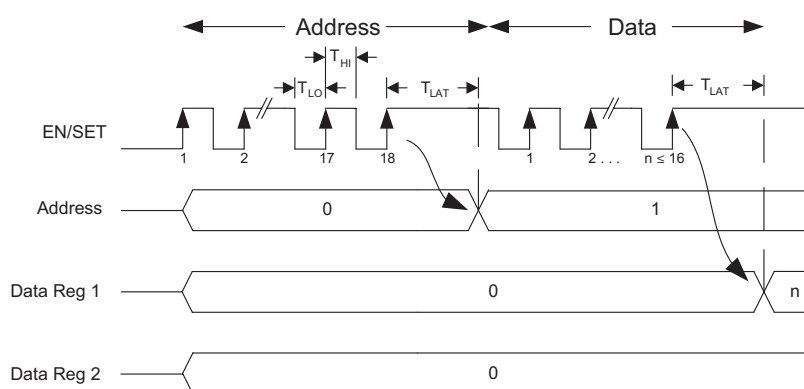 Address Data
T_HI
T_LO T_LAT T_LAT
EN/SET
1 2 17 18 1 2 . . . n ≤ 16
Address 0 1
Data Reg 1 0 n
Data Reg 2 0